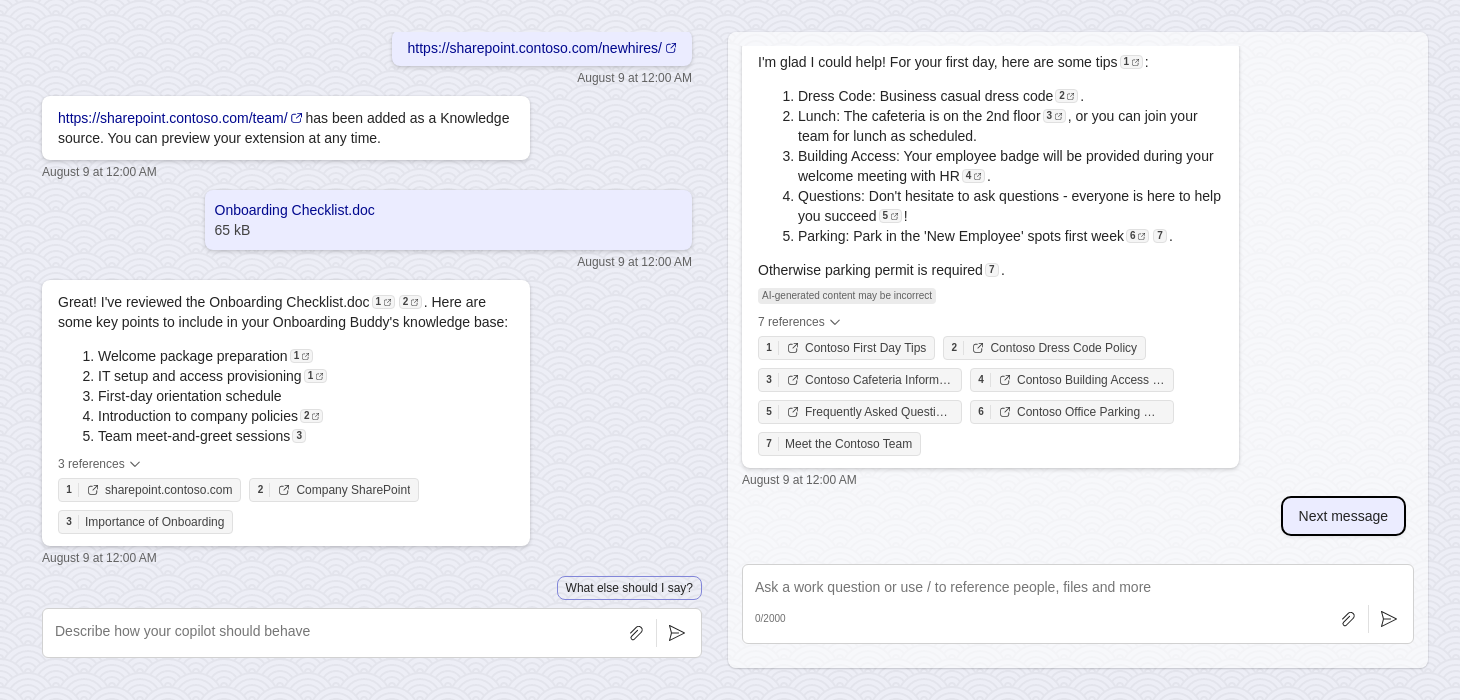 https://sharepoint.contoso.com/newhires/
August 9 at 12:00 AM
https://sharepoint.contoso.com/team/ has been added as a Knowledge
source. You can preview your extension at any time.
August 9 at 12:00 AM
Onboarding Checklist.doc
65 kB
August 9 at 12:00 AM
Great! I've reviewed the Onboarding Checklist.doc 1 2 . Here are
some key points to include in your Onboarding Buddy's knowledge base:
1. Welcome package preparation 1
2. IT setup and access provisioning 1
3. First-day orientation schedule
4. Introduction to company policies 2
5. Team meet-and-greet sessions 3
3 references
1 sharepoint.contoso.com 2 Company SharePoint
3 Importance of Onboarding
August 9 at 12:00 AM
What else should I say?
Describe how your copilot should behave
I'm glad I could help! For your first day, here are some tips 1 :
1. Dress Code: Business casual dress code 2 .
2. Lunch: The cafeteria is on the 2nd floor 3 , or you can join your
team for lunch as scheduled.
3. Building Access: Your employee badge will be provided during your
welcome meeting with HR 4 .
4. Questions: Don't hesitate to ask questions - everyone is here to help
you succeed 5 !
5. Parking: Park in the 'New Employee' spots first week 6 7 .
Otherwise parking permit is required 7 .
AI-generated content may be incorrect
7 references
1 Contoso First Day Tips 2 Contoso Dress Code Policy
3 Contoso Cafeteria Inform… 4 Contoso Building Access …
5 Frequently Asked Questi… 6 Contoso Office Parking …
7 Meet the Contoso Team
August 9 at 12:00 AM
Next message
Ask a work question or use / to reference people, files and more
0/2000